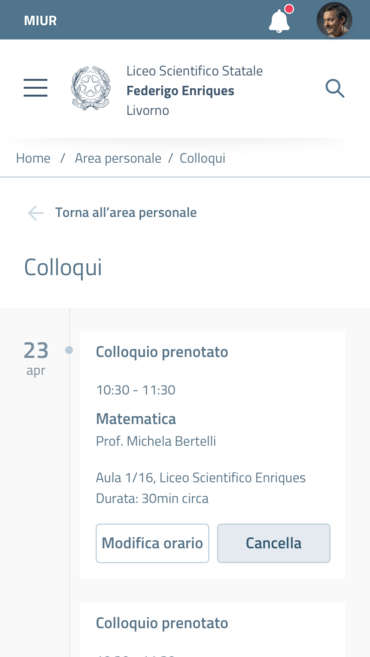 MIUR
Liceo Scientifico Statale
Federigo Enriques
Livorno
Home / Area personale / Colloqui
Torna all’area personale
Colloqui
23
apr
Colloquio prenotato
10:30 - 11:30
Matematica
Prof. Michela Bertelli
Aula 1/16, Liceo Scientifico Enriques
Durata: 30min circa
Modifica orario
Cancella
Colloquio prenotato